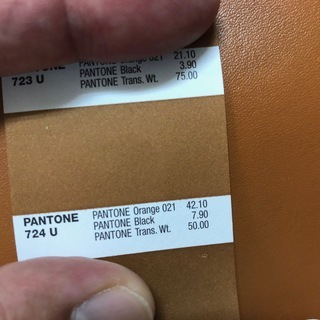 PANTONE Orange 021 21.10
PANTONE PANTONE Black 3.90
723 U PANTONE Trans. Wt. 75.00
PANTONE PANTONE Orange 021 42.10
724 U PANTONE Black 7.90
PANTONE Trans. Wt. 50.00